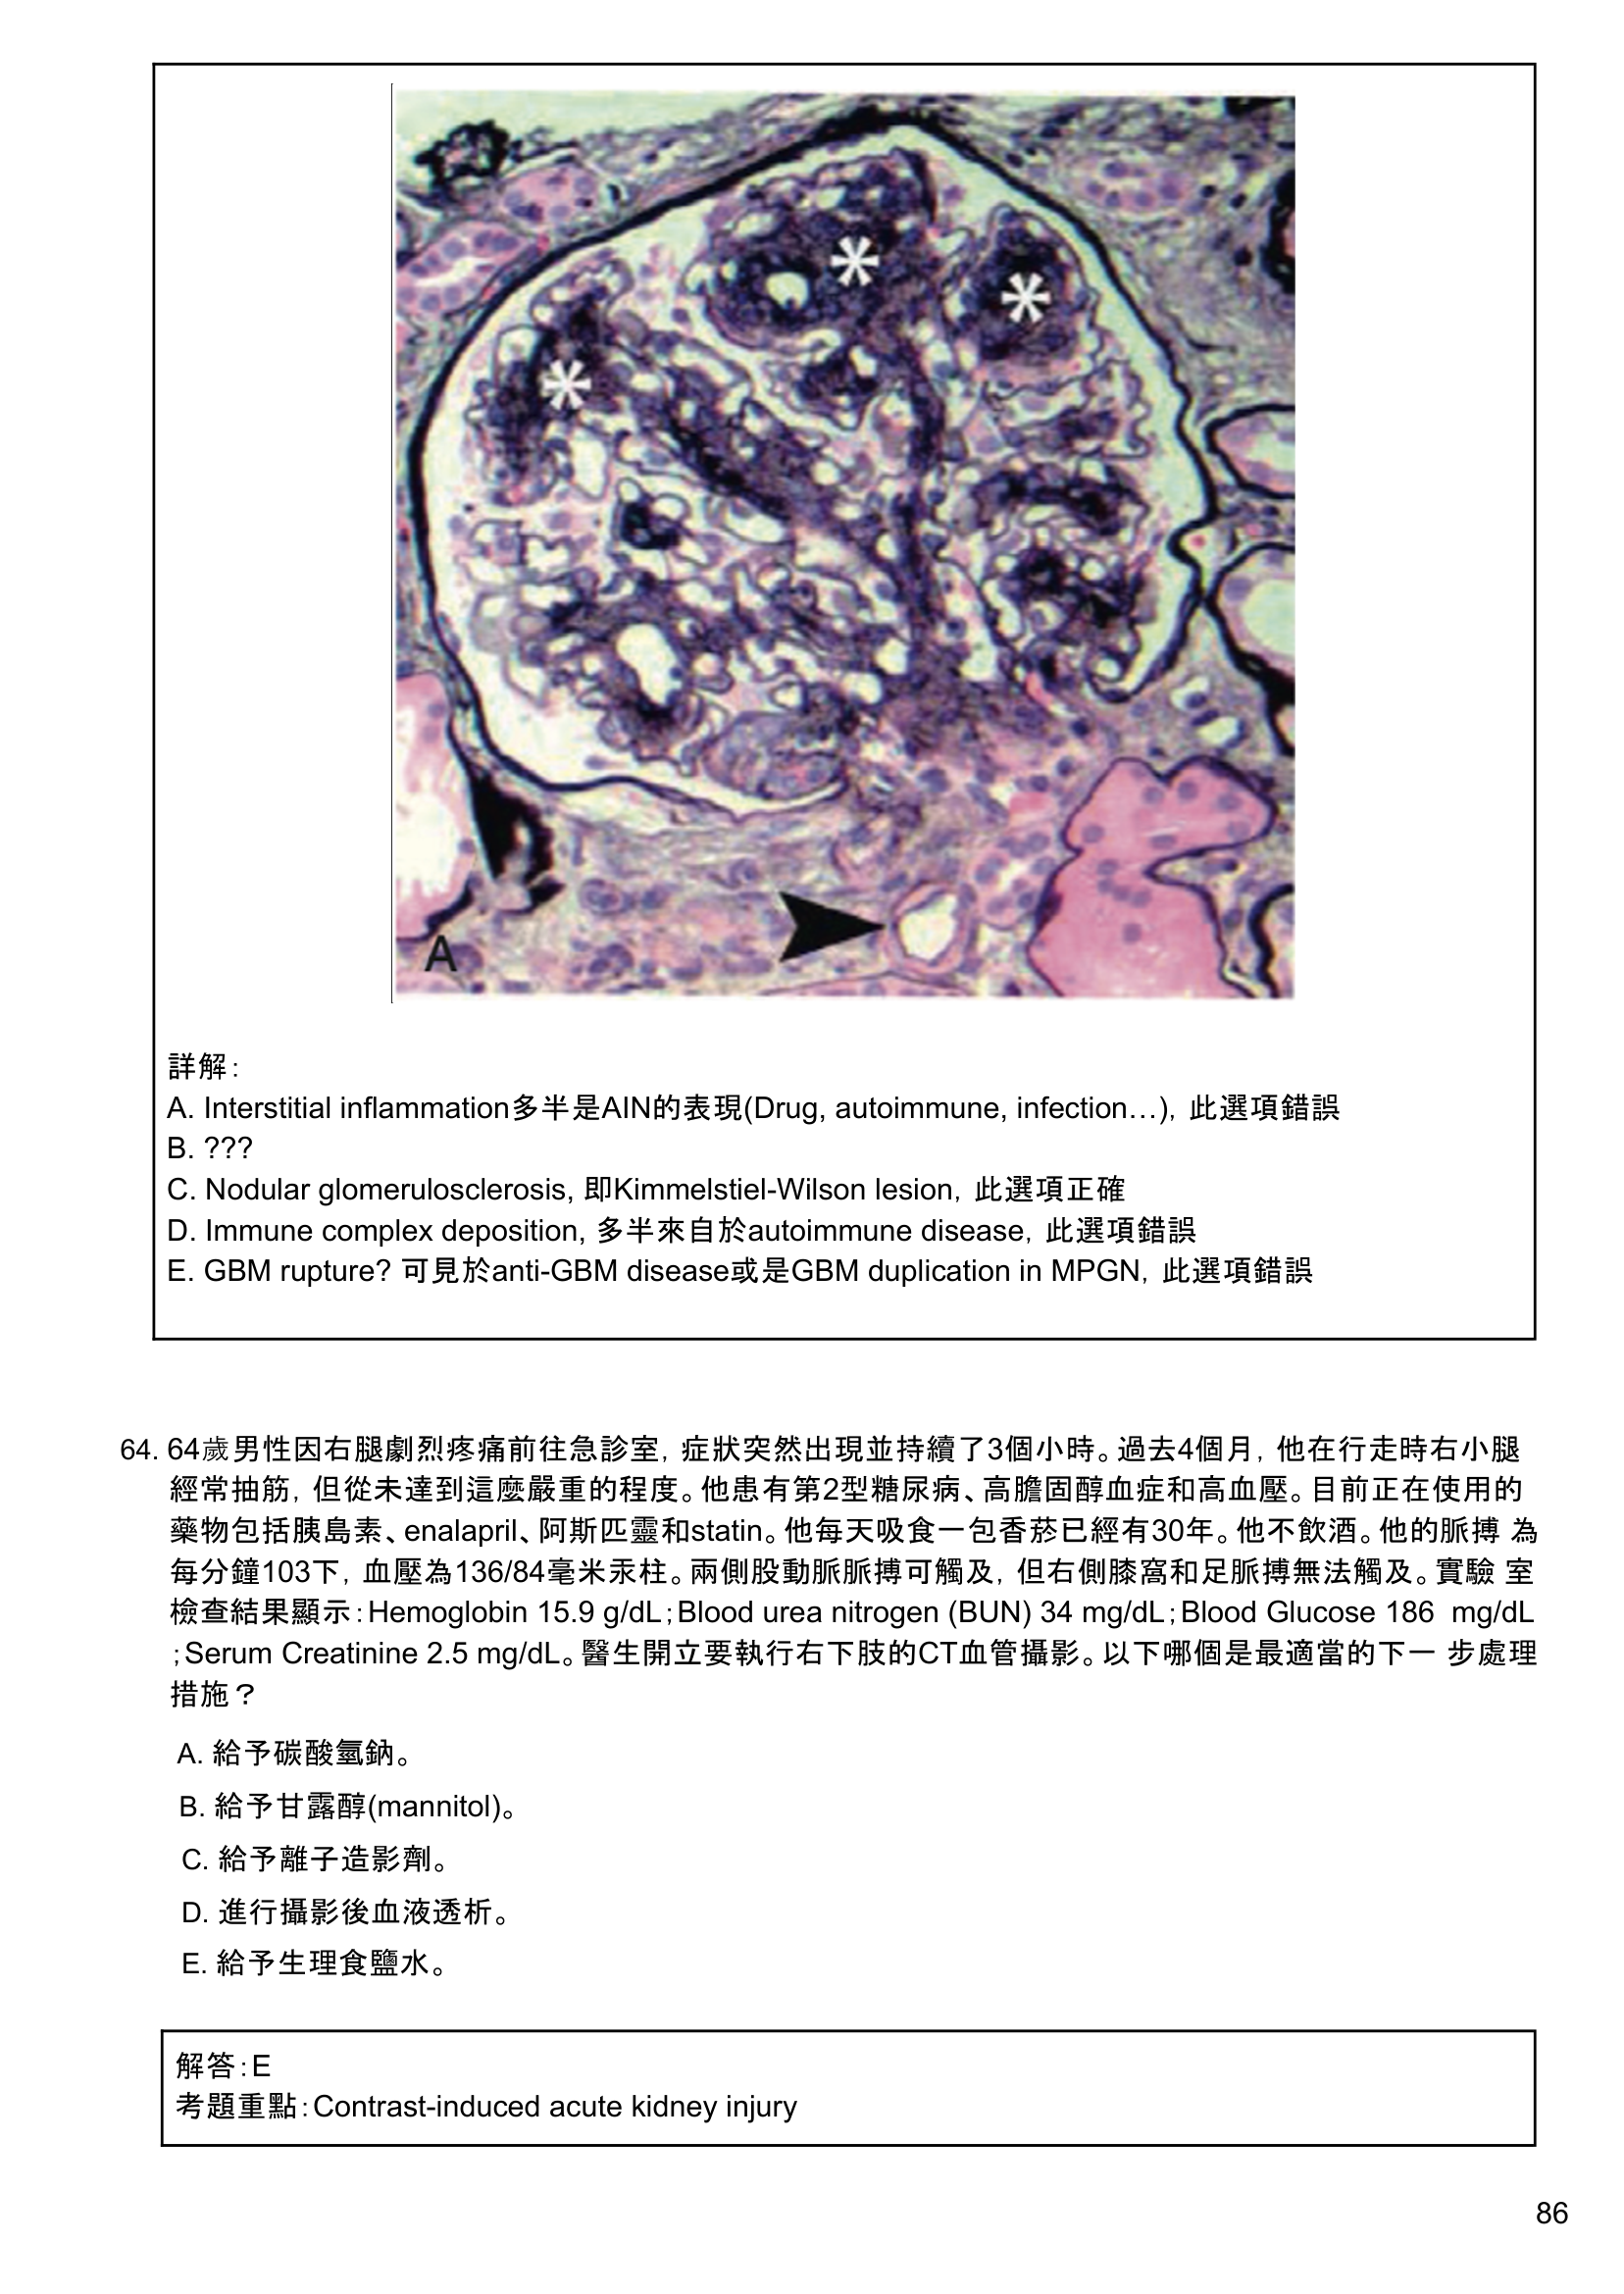 A
詳解：
A. Interstitial inflammation多半是AIN的表現(Drug, autoimmune, infection…)，此選項錯誤
B. ???
C. Nodular glomerulosclerosis, 即Kimmelstiel-Wilson lesion，此選項正確
D. Immune complex deposition, 多半來自於autoimmune disease，此選項錯誤
E. GBM rupture? 可見於anti-GBM disease或是GBM duplication in MPGN，此選項錯誤
64. 64歲男性因右腿劇烈疼痛前往急診室，症狀突然出現並持續了3個小時。過去4個月，他在行走時右小腿
經常抽筋，但從未達到這麼嚴重的程度。他患有第2型糖尿病、高膽固醇血症和高血壓。目前正在使用的
藥物包括胰島素、enalapril、阿斯匹靈和statin。他每天吸食一包香菸已經有30年。他不飲酒。他的脈搏 為
每分鐘103下，血壓為136/84毫米汞柱。兩側股動脈脈搏可觸及，但右側膝窩和足脈搏無法觸及。實驗 室
檢查結果顯示：Hemoglobin 15.9 g/dL；Blood urea nitrogen (BUN) 34 mg/dL；Blood Glucose 186 mg/dL
；Serum Creatinine 2.5 mg/dL。醫生開立要執行右下肢的CT血管攝影。以下哪個是最適當的下一 步處理
措施？
A. 給予碳酸氫鈉。
B. 給予甘露醇(mannitol)。
C. 給予離子造影劑。
D. 進行攝影後血液透析。
E. 給予生理食鹽水。
解答：E
考題重點：Contrast-induced acute kidney injury
86